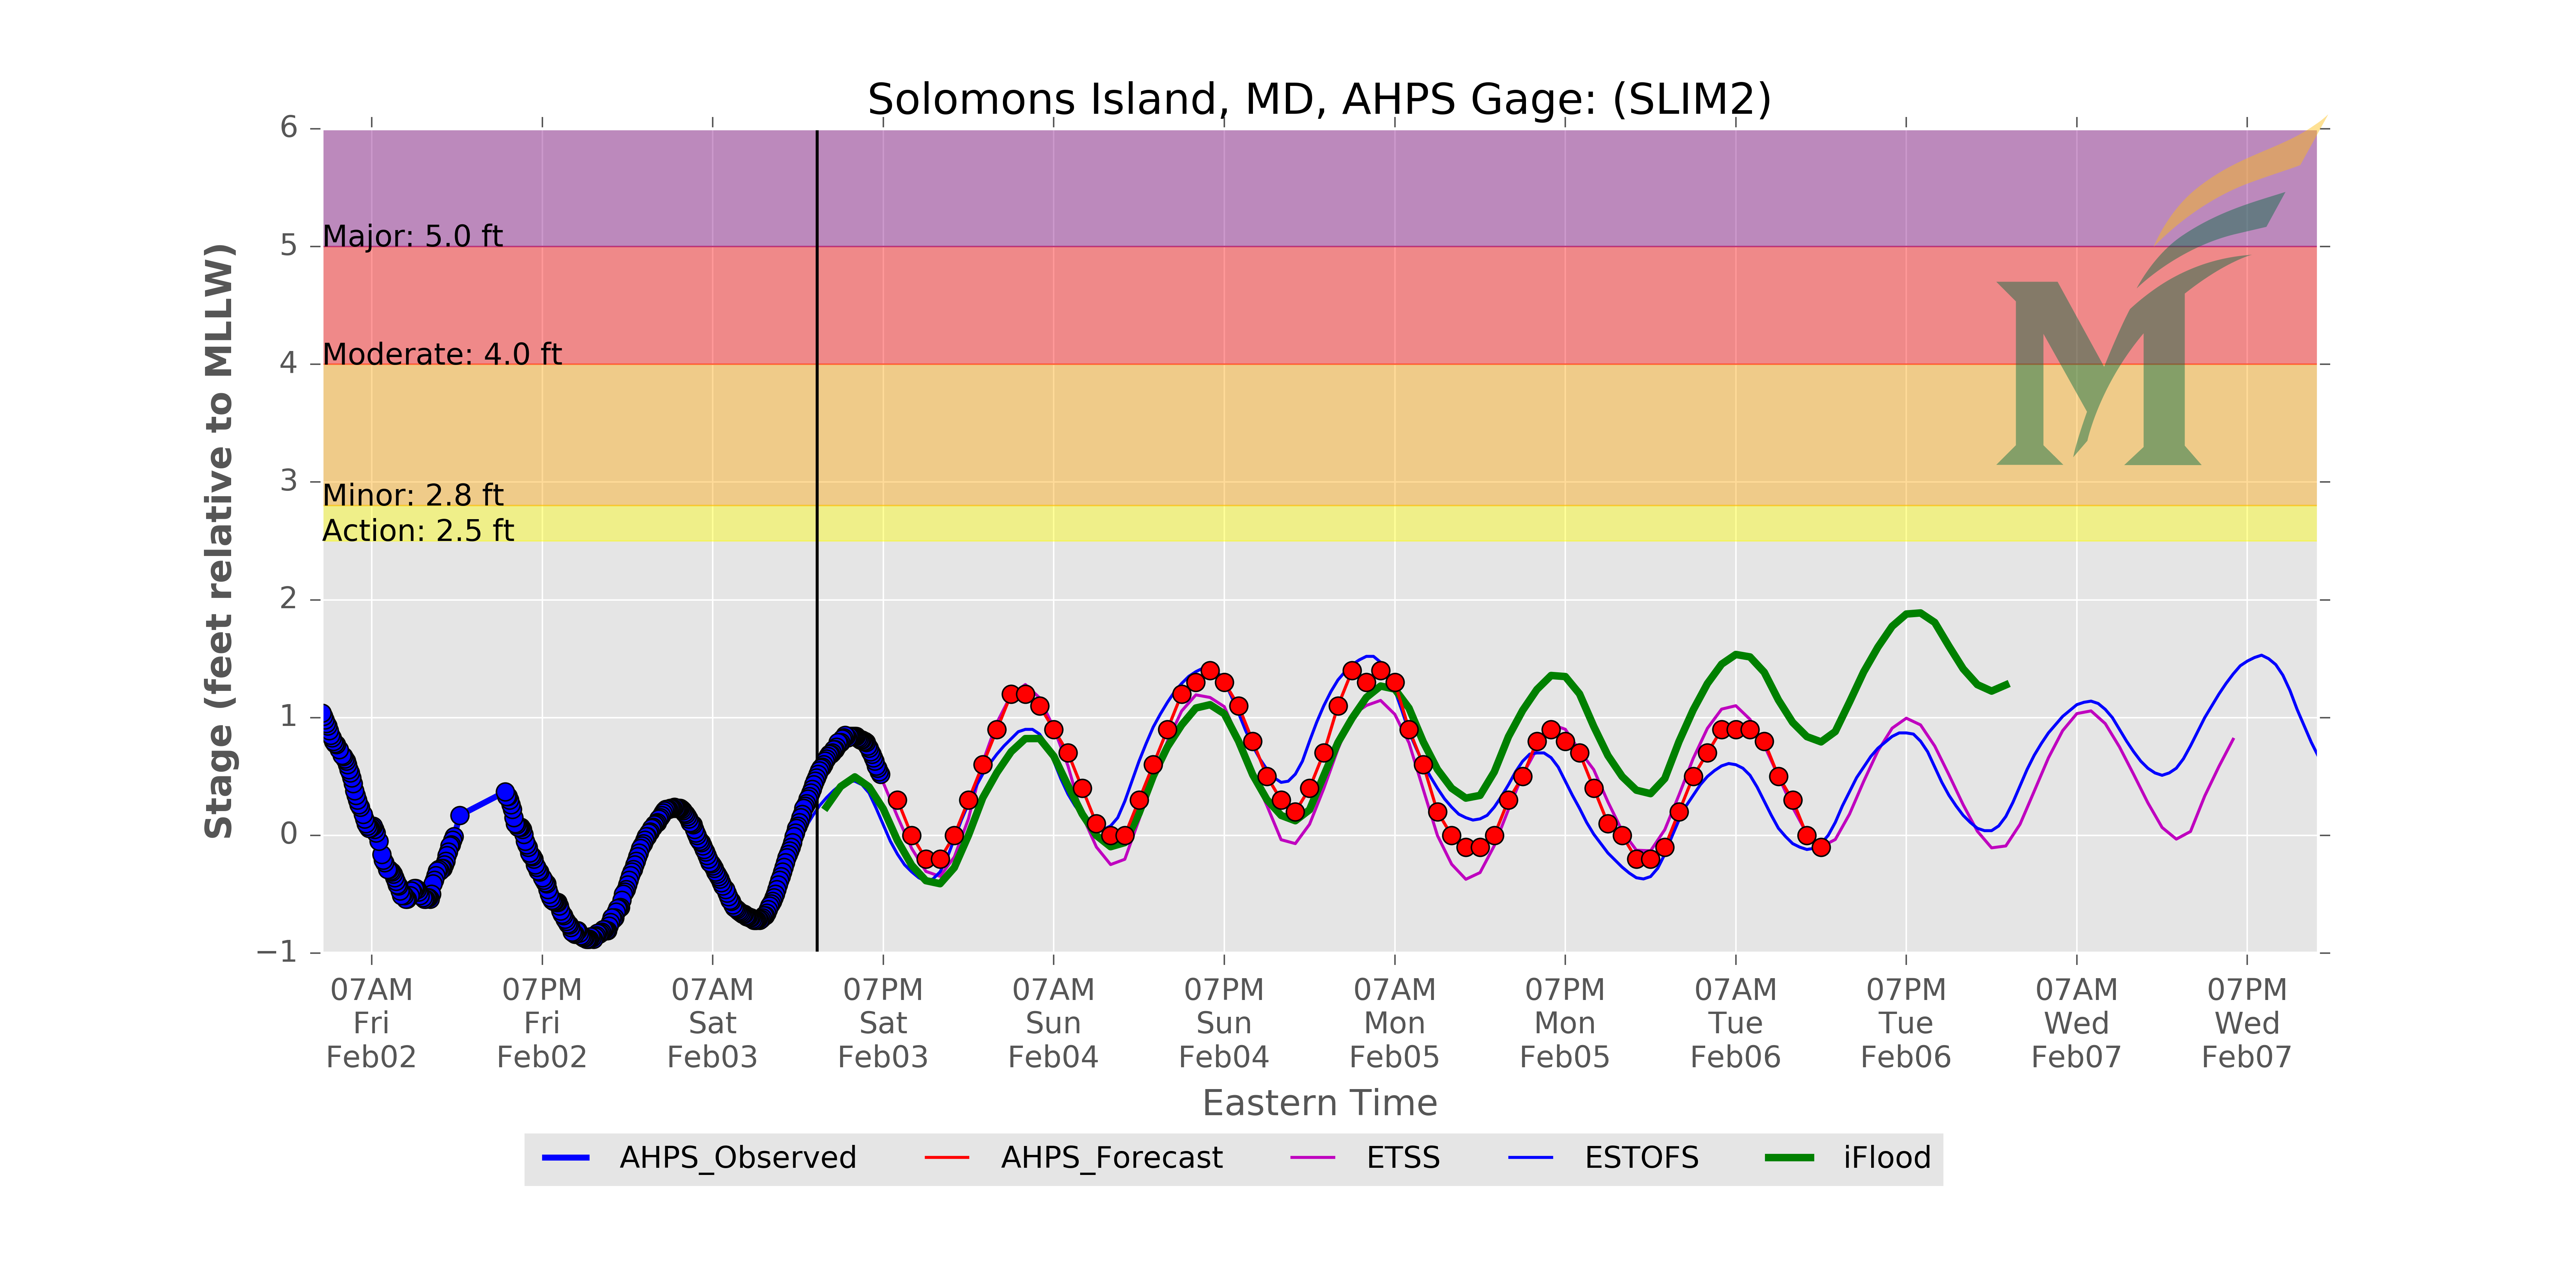 Solomons Island, MD, AHPS Gage: (SLIM2)
Stage (feet relative to MLLW)
6
5
4
3
2
1
0
−1
Major: 5.0 ft
Moderate: 4.0 ft
Minor: 2.8 ft
Action: 2.5 ft
M
07AM 07PM 07AM 07PM 07AM 07PM 07AM 07PM 07AM 07PM 07AM 07PM
Fri Fri Sat Sat Sun Sun Mon Mon Tue Tue Wed Wed
Feb02 Feb02 Feb03 Feb03 Feb04 Feb04 Feb05 Feb05 Feb06 Feb06 Feb07 Feb07
Eastern Time
AHPS_Observed AHPS_Forecast ETSS ESTOFS iFlood